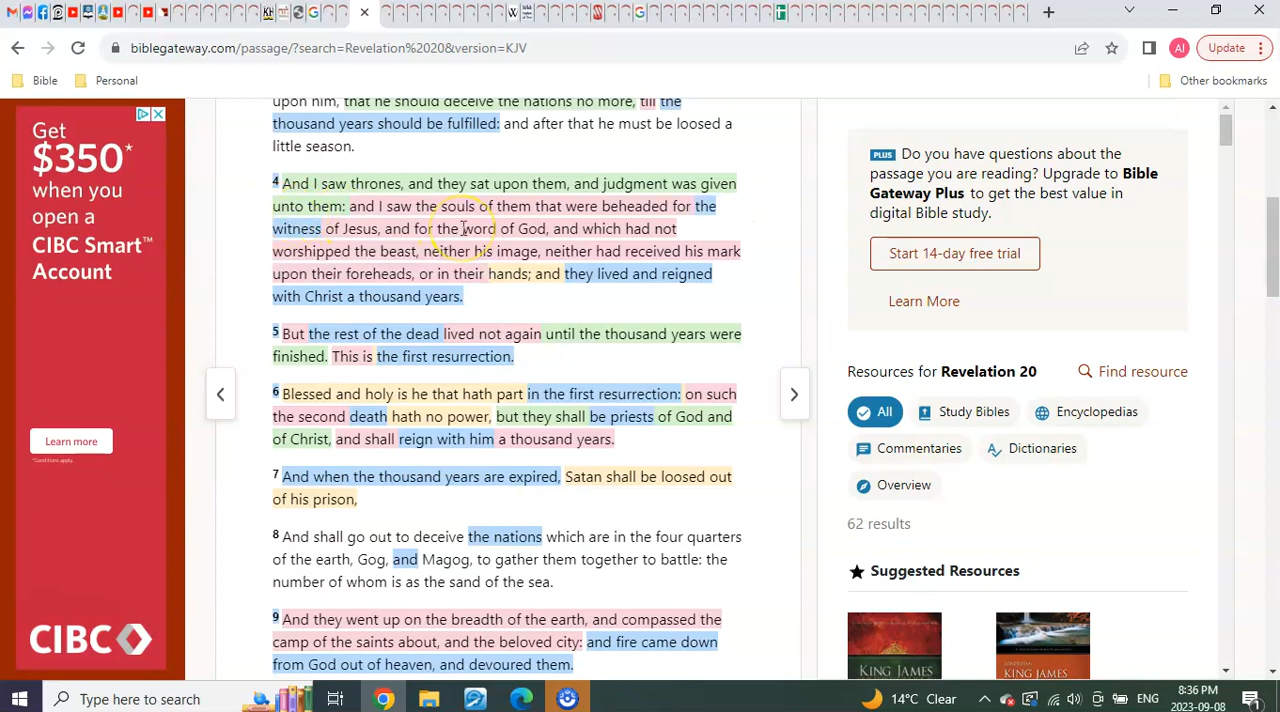 biblegateway.com/passage/?search=Revelation%2020&version=KJV
AI
Update
Bible
Personal
Other bookmarks
Get
$350*
when you
open a
CIBC Smart™
Account
Learn more
*Conditions apply.
CIBC
upon him, that he should deceive the nations no more, till the
thousand years should be fulfilled: and after that he must be loosed a
little season.
4 And I saw thrones, and they sat upon them, and judgment was given
unto them: and I saw the souls of them that were beheaded for the
witness of Jesus, and for the word of God, and which had not
worshipped the beast, neither his image, neither had received his mark
upon their foreheads, or in their hands; and they lived and reigned
with Christ a thousand years.
5 But the rest of the dead lived not again until the thousand years were
finished. This is the first resurrection.
6 Blessed and holy is he that hath part in the first resurrection: on such
the second death hath no power, but they shall be priests of God and
of Christ, and shall reign with him a thousand years.
7 And when the thousand years are expired, Satan shall be loosed out
of his prison,
8 And shall go out to deceive the nations which are in the four quarters
of the earth, Gog, and Magog, to gather them together to battle: the
number of whom is as the sand of the sea.
9 And they went up on the breadth of the earth, and compassed the
camp of the saints about, and the beloved city: and fire came down
from God out of heaven, and devoured them.
PLUS Do you have questions about the
passage you are reading? Upgrade to Bible
Gateway Plus to get the best value in
digital Bible study.
Start 14-day free trial
Learn More
Resources for Revelation 20
Find resource
All
Study Bibles
Encyclopedias
Commentaries
Dictionaries
Overview
62 results
Suggested Resources
KING JAMES
KING JAMES
Type here to search
14°C Clear
ENG
8:36 PM
2023-09-08